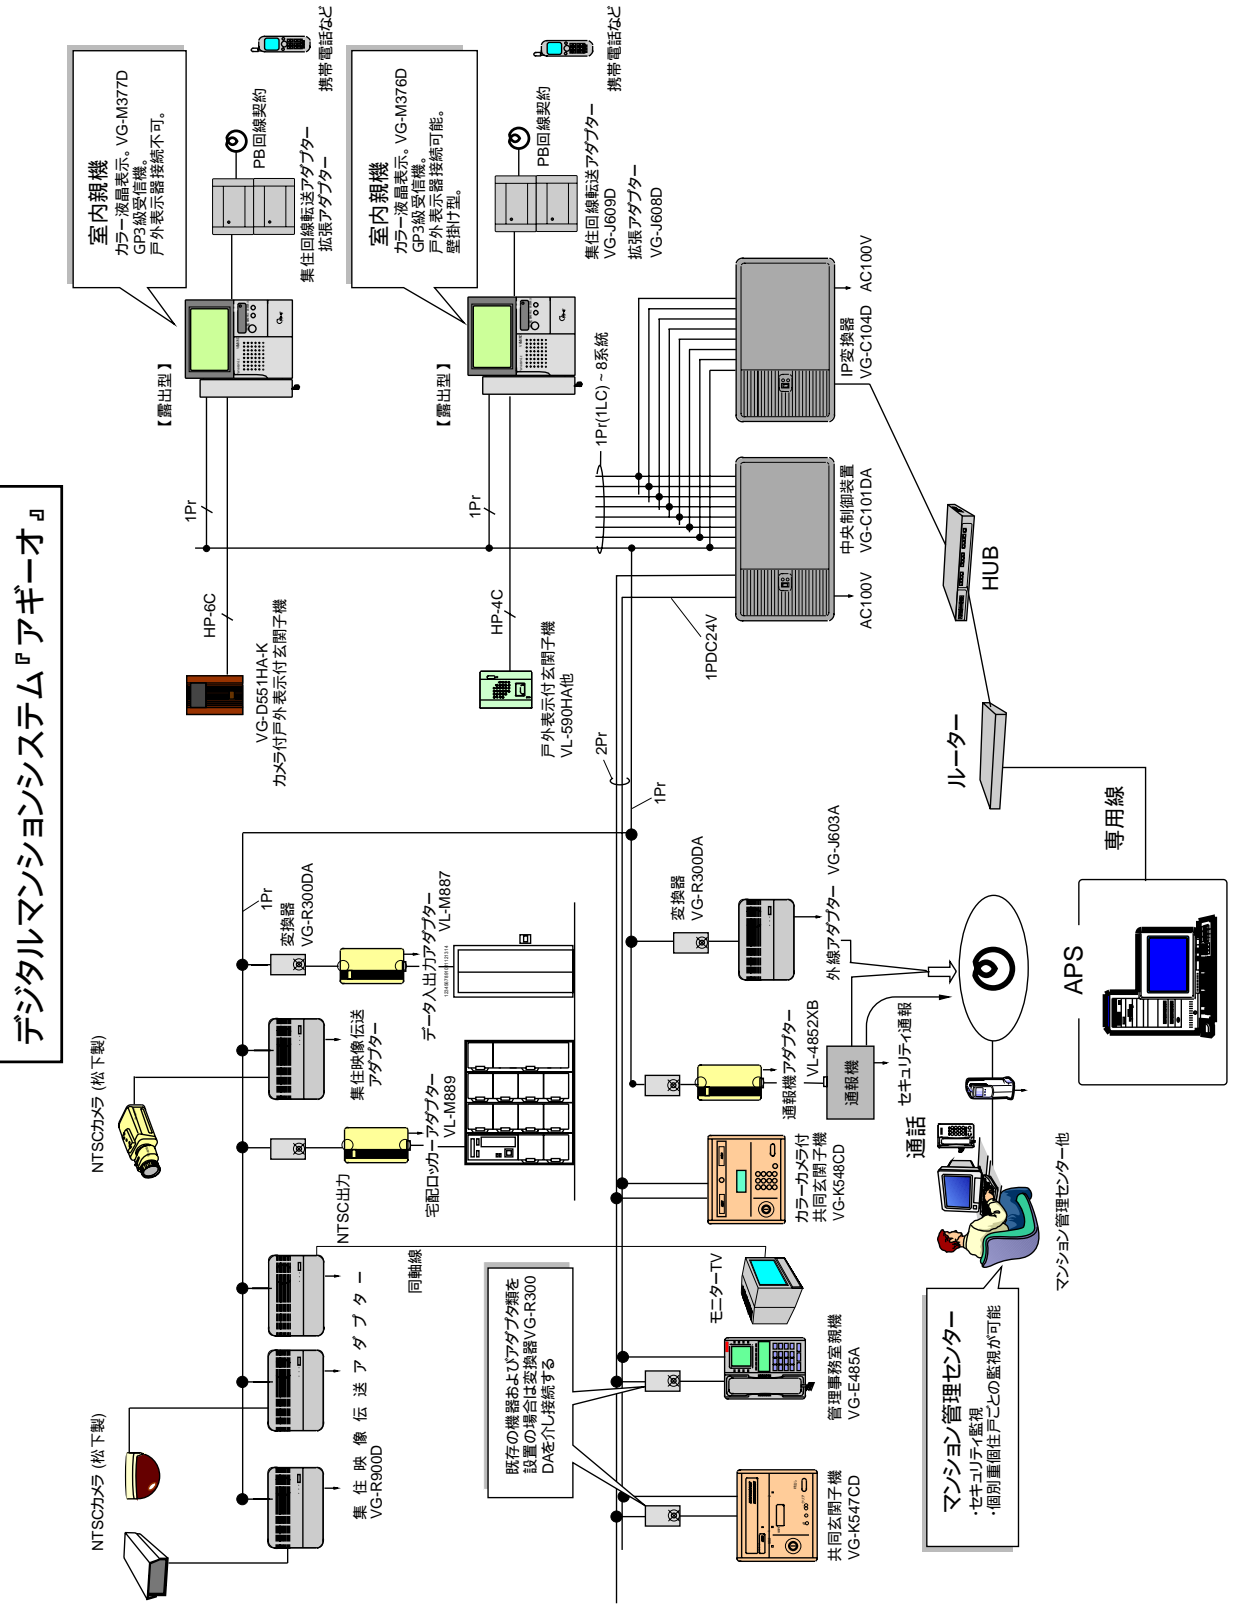 デジタルマンションシステム『アギーオ』
NTSCカメラ (松下製)
NTSCカメラ (松下製)
集住映像伝送アダプター
VG-R900D
同軸線
NTSC出力
宅配ロッカーアダプター
VL-M889
集住映像伝送
アダプター
データ入出力アダプター
VL-M887
変換器
VG-R300DA
1Pr
VG-D551HA-K
カメラ付戸外表示付玄関子機
HP-6C
1Pr
【露出型】
室内親機
カラー液晶表示。VG-M377D
GP3級受信機。
戸外表示器接続不可。
集住回線転送アダプター
拡張アダプター
PB回線契約
携帯電話など
戸外表示付玄関子機
VL-590HA他
HP-4C
1Pr
【露出型】
室内親機
カラー液晶表示。VG-M376D
GP3級受信機。
戸外表示器接続可能。
壁掛け型。
集住回線転送アダプター
VG-J609D
拡張アダプター
VG-J608D
PB回線契約
携帯電話など
既存の機器およびアダプタ類を
設置の場合は変換器VG-R300
DAを介し接続する
2Pr
1Pr
1PDC24V
1Pr(1LC)~8系統
共同玄関子機
VG-K547CD
管理事務室親機
VG-E485A
モニターTV
カラーカメラ付
共同玄関子機
VG-K548CD
通報機アダプター
VL-4852XB
通報機
セキュリティ通報
変換器
VG-R300DA
外線アダプター VG-J603A
中央制御装置
VG-C101DA
AC100V
IP変換器
VG-C104D
AC100V
HUB
ルーター
専用線
APS
通話
マンション管理センター他
マンション管理センター
・セキュリティ監視
・個別重個住戸ごとの監視が可能